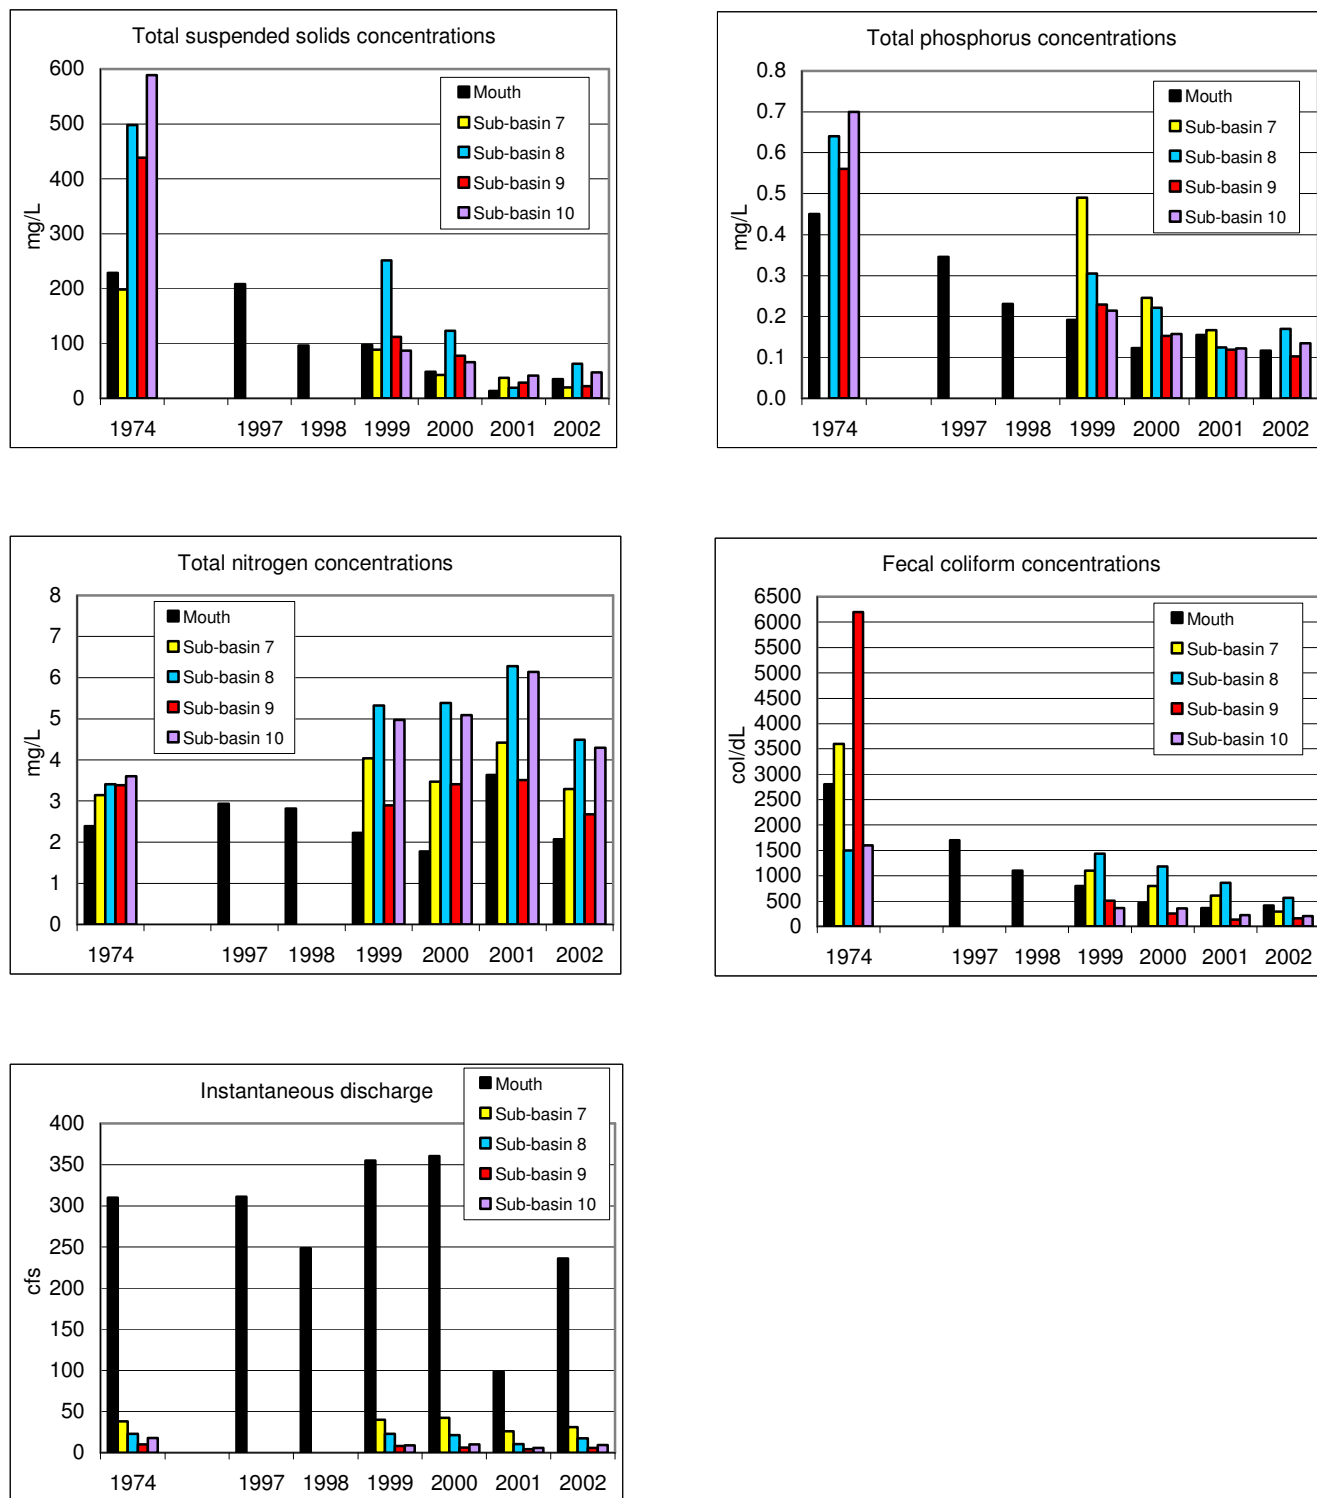 Total suspended solids concentrations
600
500
400
300
200
100
0
mg/L
Mouth
Sub-basin 7
Sub-basin 8
Sub-basin 9
Sub-basin 10
1974 1997 1998 1999 2000 2001 2002
Total phosphorus concentrations
0.8
0.7
0.6
0.5
0.4
0.3
0.2
0.1
0.0
mg/L
Mouth
Sub-basin 7
Sub-basin 8
Sub-basin 9
Sub-basin 10
1974 1997 1998 1999 2000 2001 2002
Total nitrogen concentrations
8
7
6
5
4
3
2
1
0
mg/L
Mouth
Sub-basin 7
Sub-basin 8
Sub-basin 9
Sub-basin 10
1974 1997 1998 1999 2000 2001 2002
Fecal coliform concentrations
6500
6000
5500
5000
4500
4000
3500
3000
2500
2000
1500
1000
500
0
col/dL
Mouth
Sub-basin 7
Sub-basin 8
Sub-basin 9
Sub-basin 10
1974 1997 1998 1999 2000 2001 2002
Instantaneous discharge
400
350
300
250
200
150
100
50
0
cfs
Mouth
Sub-basin 7
Sub-basin 8
Sub-basin 9
Sub-basin 10
1974 1997 1998 1999 2000 2001 2002